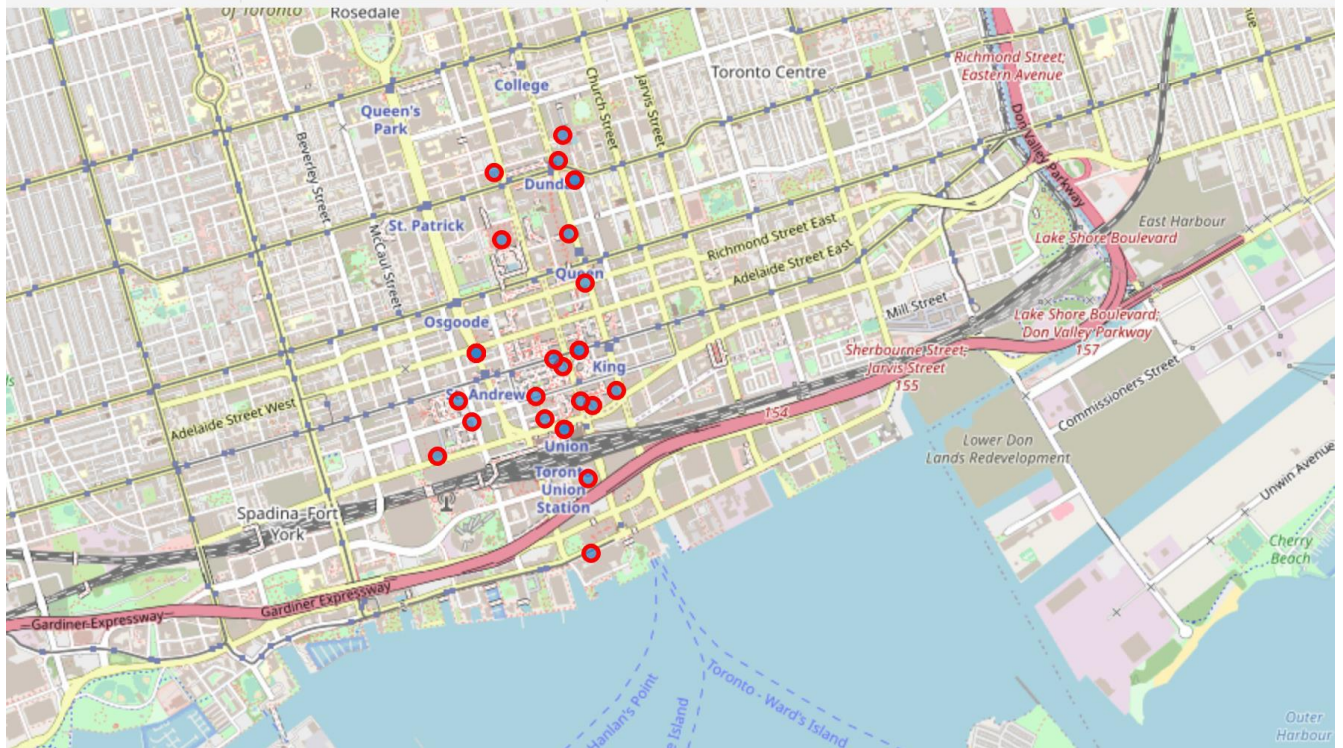 of Toronto
Rosedale
Toronto Centre
College
Church Street
Jarvis Street
Richmond Street;
Eastern Avenue
Queen's
Park
Don Valley Parkway
Beverley Street
St. Patrick
McCaul Street
East Harbour
Lake Shore Boulevard
Richmond Street East
Adelaide Street East
Queen
Osgoode
Mill Street
Lake Shore Boulevard;
Don Valley Parkway
157
Sherbourne Street;
Jarvis Street
155
King
Andrew
Adelaide Street West
Commissioners Street
154
Union
Lower Don
Lands Redevelopment
Union
Station
Unwin Avenue
Spadina-Fort
York
Cherry
Beach
Gardiner Expressway
Gardiner Expressway
Hanlan's Point
Island
Toronto - Ward's Island
Outer
Harbour